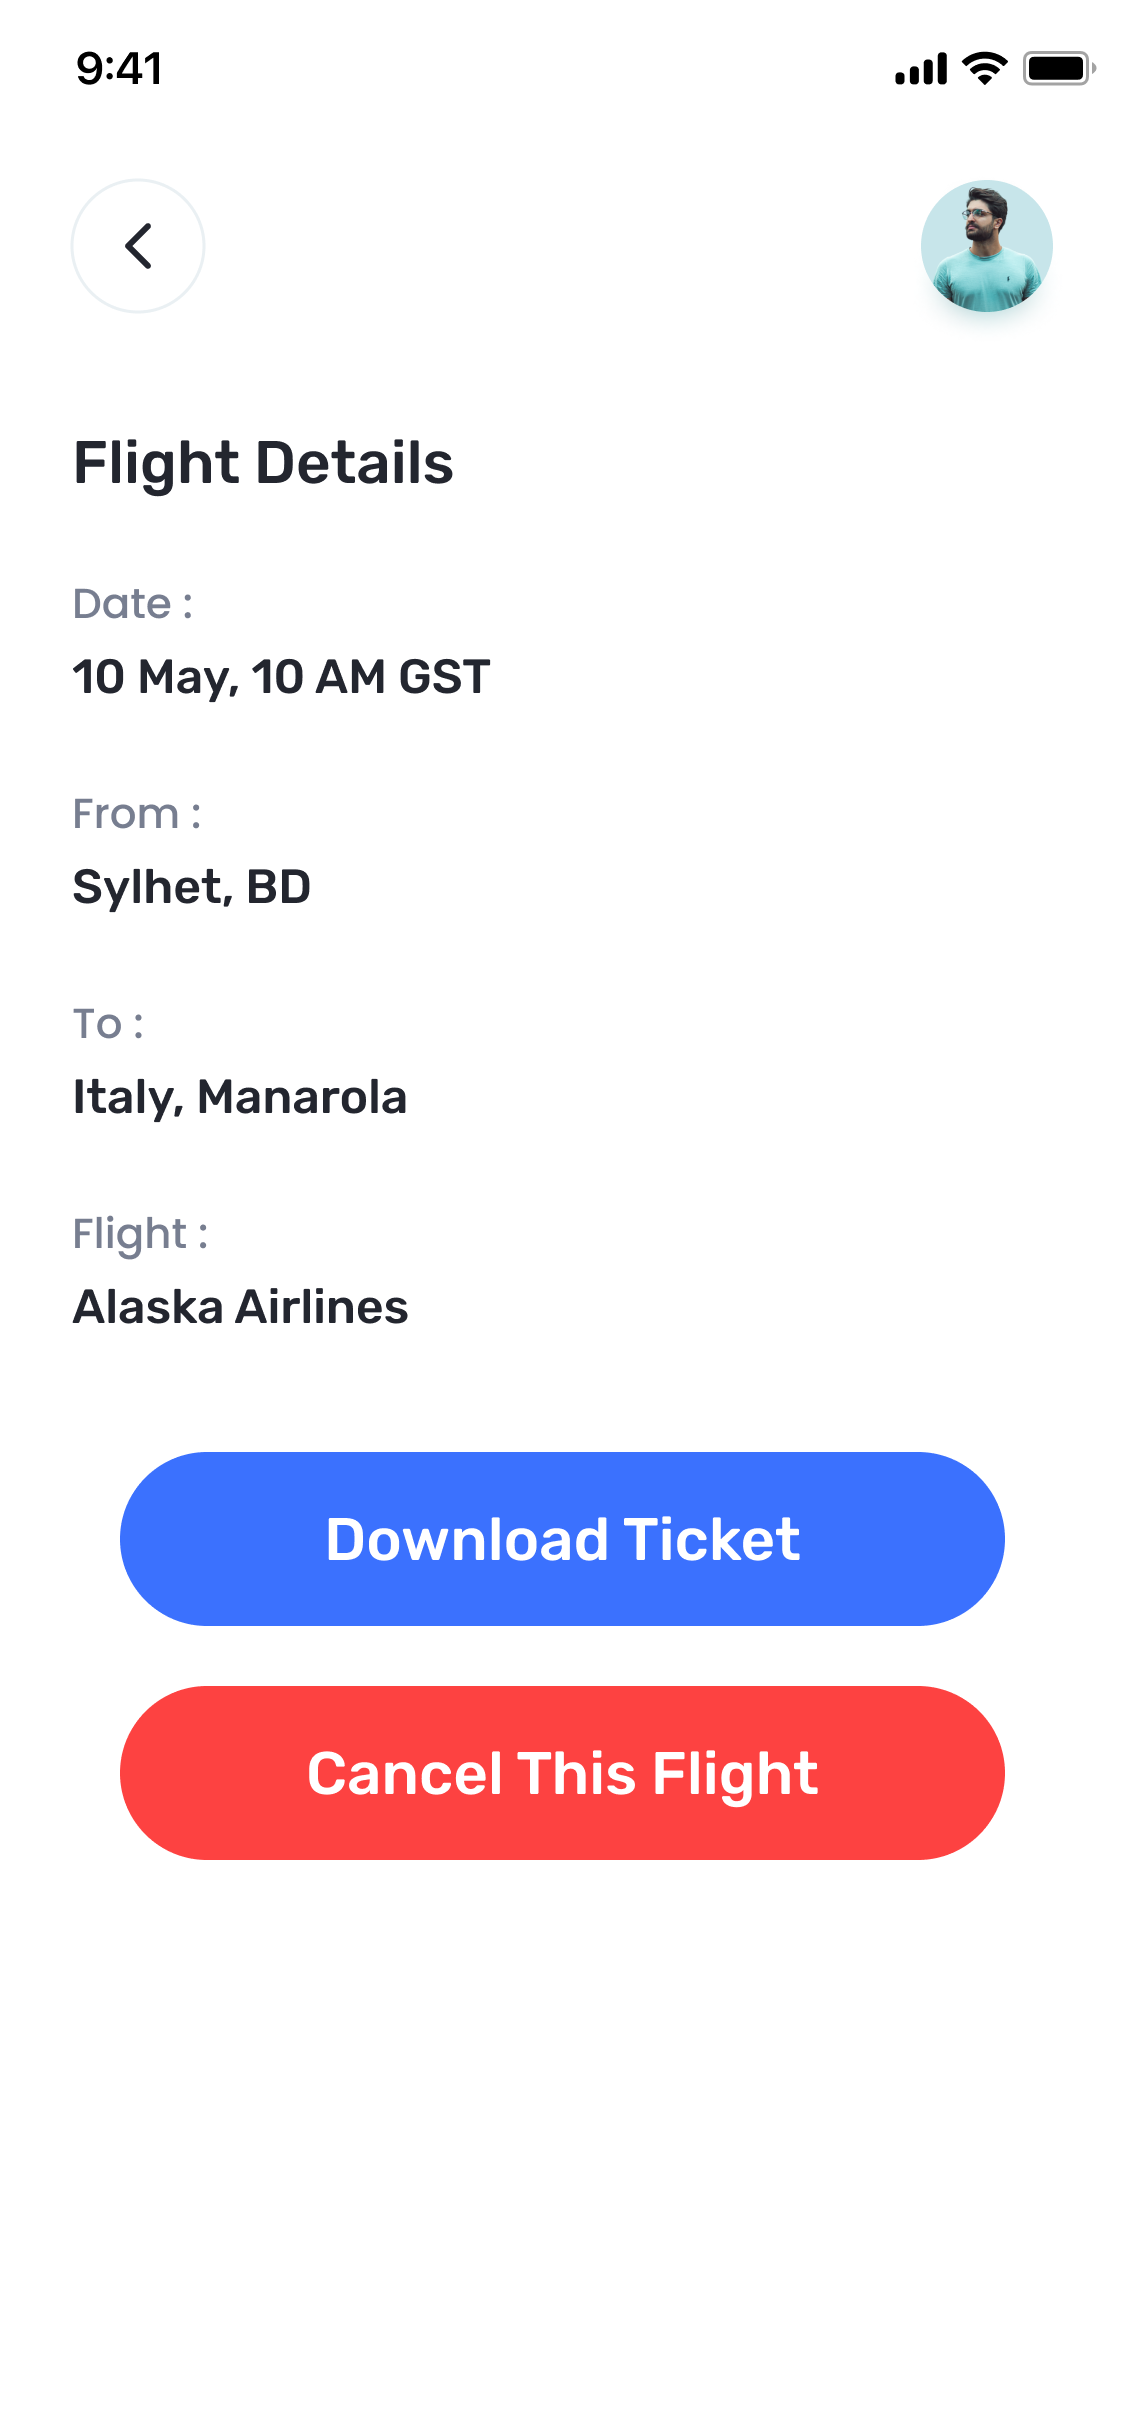 9:41
Flight Details
Date :
10 May, 10 AM GST
From :
Sylhet, BD
To :
Italy, Manarola
Flight :
Alaska Airlines
Download Ticket
Cancel This Flight